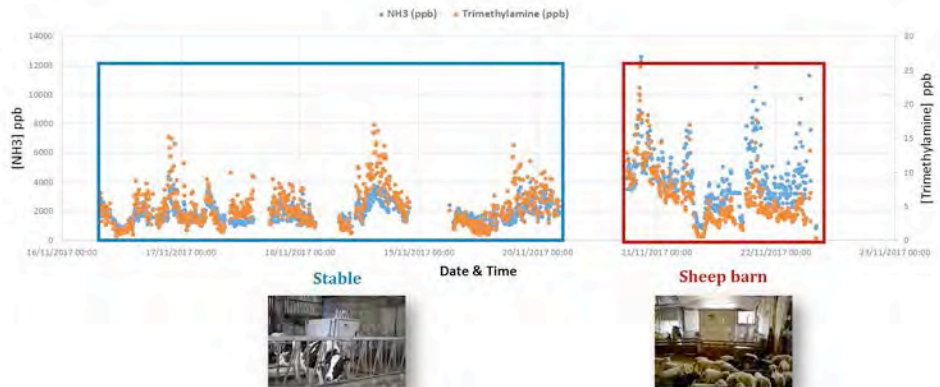 NH3 (ppb) Trimethylamine (ppb)
14000
12000
10000
8000
6000
4000
2000
0
[NH3] ppb
30
25
20
15
10
5
0
[Trimethylamine] ppb
16/11/2017 00:00 17/11/2017 00:00 18/11/2017 00:00 19/11/2017 00:00 20/11/2017 00:00 21/11/2017 00:00 22/11/2017 00:00 23/11/2017 00:00
Date & Time
Stable Sheep barn